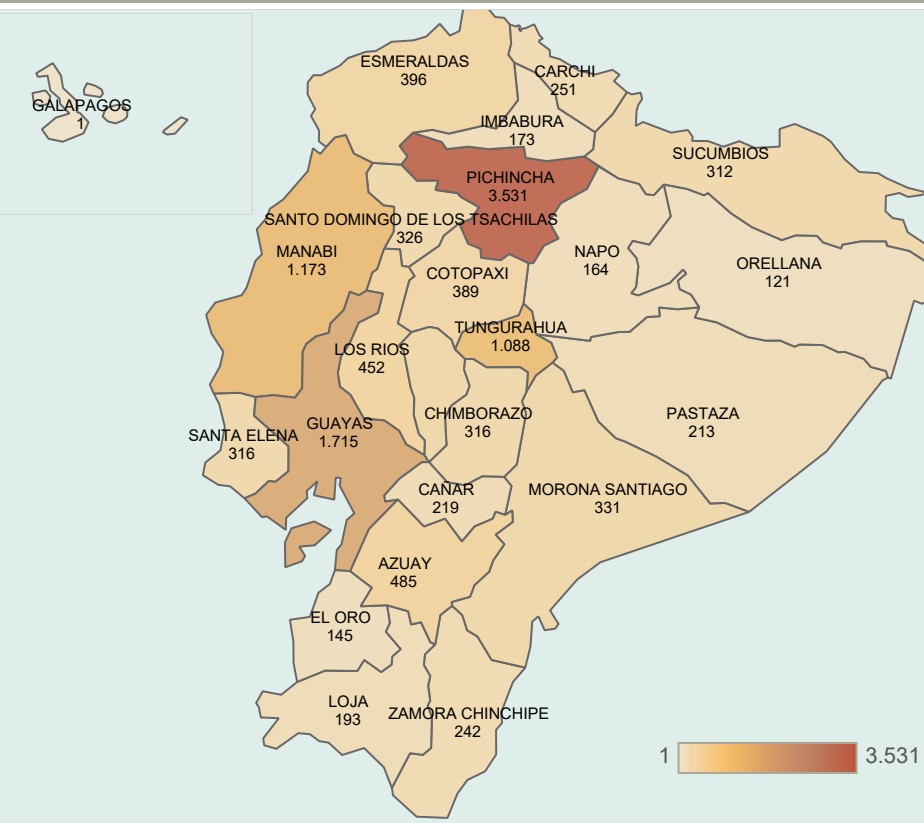 ESMERALDAS
396
CARCHI
251
GALAPAGOS
1
IMBABURA
173
SUCUMBIOS
312
PICHINCHA
3.531
SANTO DOMINGO DE LOS TSACHILAS
326
MANABI
1.173
NAPO
164
ORELLANA
121
COTOPAXI
389
TUNGURAHUA
1.088
LOS RIOS
452
CHIMBORAZO
316
PASTAZA
213
GUAYAS
1.715
SANTA ELENA
316
CAÑAR
219
MORONA SANTIAGO
331
AZUAY
485
EL ORO
145
LOJA
193
ZAMORA CHINCHIPE
242
1 3.531